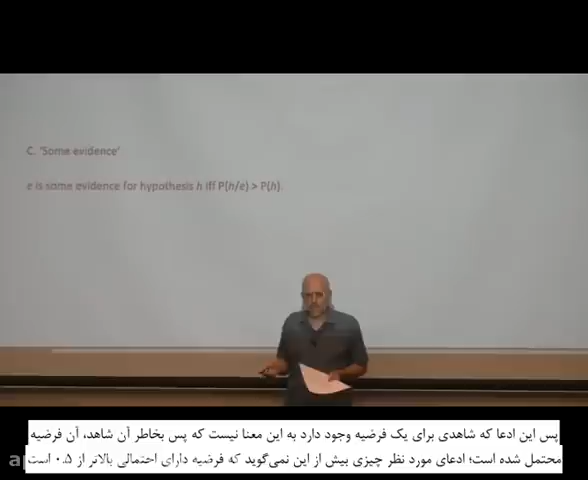 C. 'Some evidence'
e is some evidence for hypothesis h iff P(h/e) > P(h).
پس این ادعا که شاهدی برای یک فرضیه وجود دارد به این معنا نیست که پس بخاطر آن شاهد، آن فرضیه
محتمل شده است؛ ادعای مورد نظر چیزی بیش از این نمی‌گوید که فرضیه دارای احتمالی بالاتر از ۰.۵ است